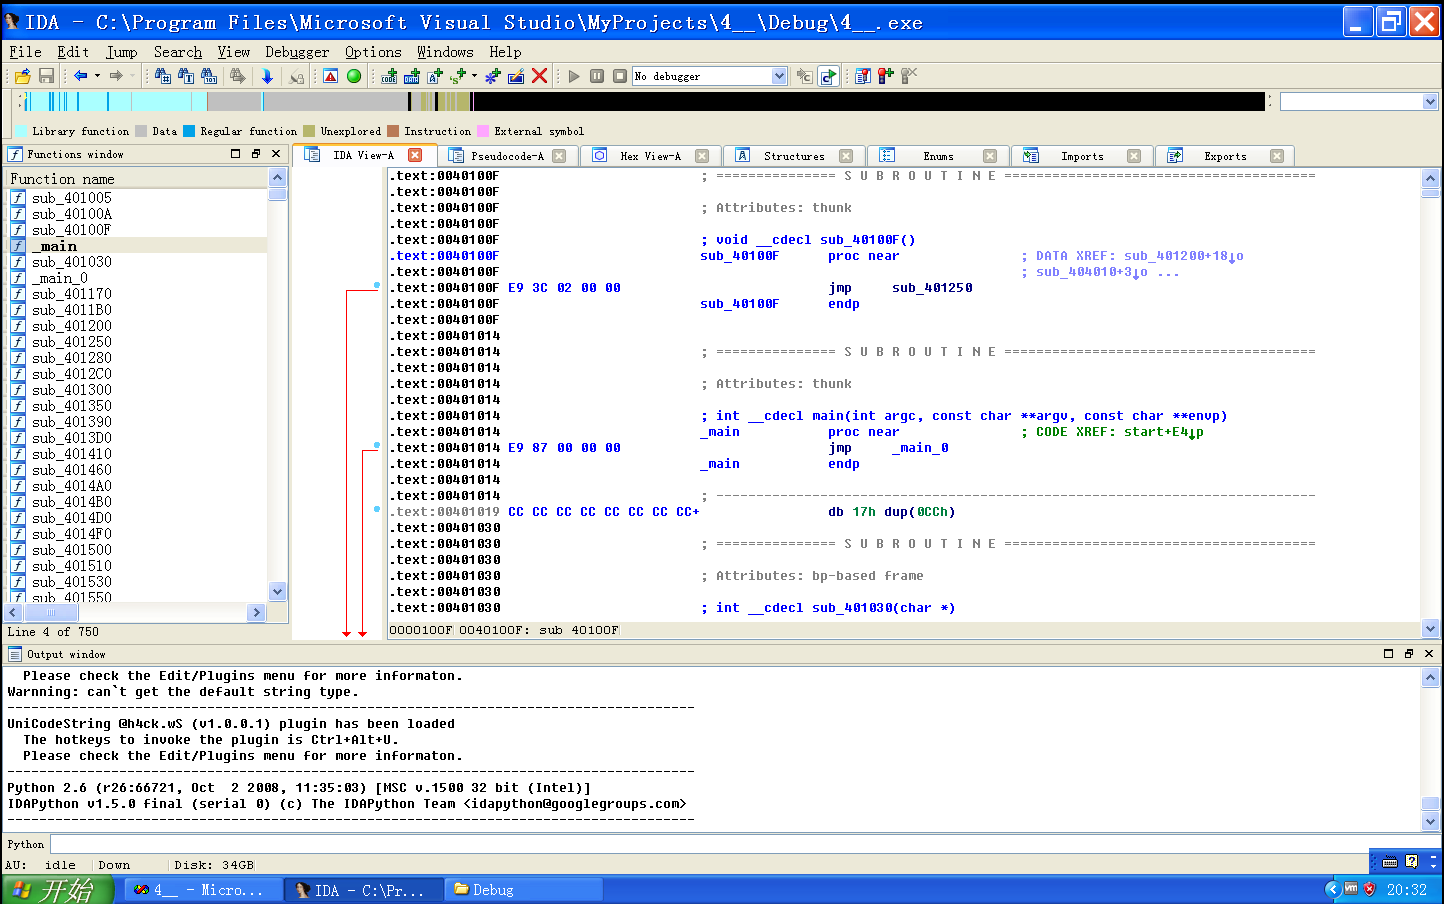 IDA - C:\Program Files\Microsoft Visual Studio\MyProjects\4__\Debug\4__.exe
File Edit Jump Search View Debugger Options Windows Help
No debugger
Library function Data Regular function Unexplored Instruction External symbol
Functions window
IDA View-A Pseudocode-A Hex View-A Structures Enums Imports Exports
Function name
sub_401005
sub_40100A
sub_40100F
_main
sub_401030
_main_0
sub_401170
sub_4011B0
sub_401200
sub_401250
sub_401280
sub_4012C0
sub_401300
sub_401350
sub_401390
sub_4013D0
sub_401410
sub_401460
sub_4014A0
sub_4014B0
sub_4014D0
sub_4014F0
sub_401500
sub_401510
sub_401530
sub_401550
Line 4 of 750
.text:0040100F ; =============== S U B R O U T I N E =======================================
.text:0040100F
.text:0040100F ; Attributes: thunk
.text:0040100F
.text:0040100F ; void __cdecl sub_40100F()
.text:0040100F sub_40100F proc near ; DATA XREF: sub_401200+18↓o
.text:0040100F ; sub_404010+3↓o ...
.text:0040100F E9 3C 02 00 00 jmp sub_401250
.text:0040100F sub_40100F endp
.text:0040100F
.text:00401014
.text:00401014 ; =============== S U B R O U T I N E =======================================
.text:00401014
.text:00401014 ; Attributes: thunk
.text:00401014
.text:00401014 ; int __cdecl main(int argc, const char **argv, const char **envp)
.text:00401014 _main proc near ; CODE XREF: start+E4↓p
.text:00401014 E9 87 00 00 00 jmp _main_0
.text:00401014 _main endp
.text:00401014
.text:00401014 ; ---------------------------------------------------------------------------
.text:00401019 CC CC CC CC CC CC CC CC+ db 17h dup(0CCh)
.text:00401030
.text:00401030 ; =============== S U B R O U T I N E =======================================
.text:00401030
.text:00401030 ; Attributes: bp-based frame
.text:00401030
.text:00401030 ; int __cdecl sub_401030(char *)
0000100F 0040100F: sub_40100F
Output window
Please check the Edit/Plugins menu for more informaton.
Warnning: can`t get the default string type.
--------------------------------------------------------------------------------------
UniCodeString @h4ck.wS (v1.0.0.1) plugin has been loaded
The hotkeys to invoke the plugin is Ctrl+Alt+U.
Please check the Edit/Plugins menu for more informaton.
--------------------------------------------------------------------------------------
Python 2.6 (r26:66721, Oct  2 2008, 11:35:03) [MSC v.1500 32 bit (Intel)]
IDAPython v1.5.0 final (serial 0) (c) The IDAPython Team <idapython@googlegroups.com>
--------------------------------------------------------------------------------------
Python
AU: idle Down Disk: 34GB
开始 4__ - Micro... IDA - C:\Pr... Debug 20:32